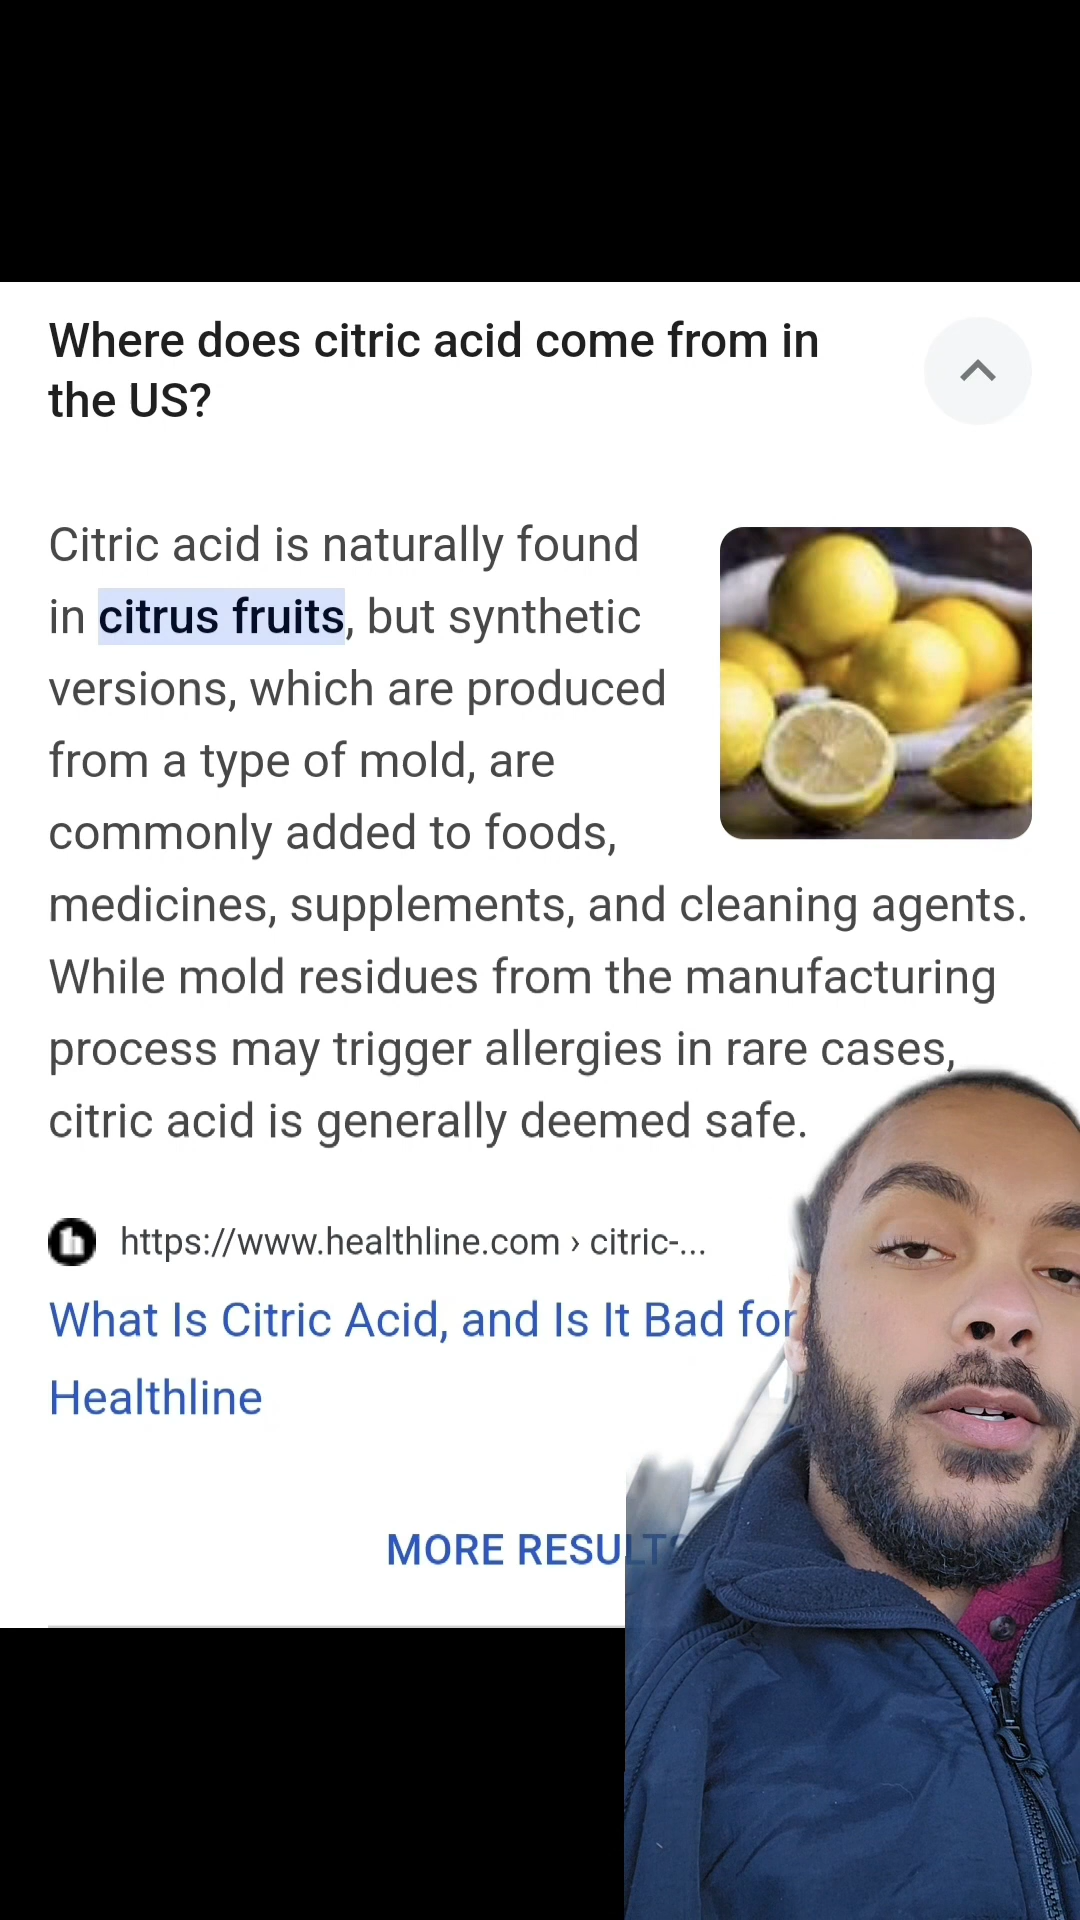 Where does citric acid come from in
the US?
Citric acid is naturally found
in citrus fruits, but synthetic
versions, which are produced
from a type of mold, are
commonly added to foods,
medicines, supplements, and cleaning agents.
While mold residues from the manufacturing
process may trigger allergies in rare cases,
citric acid is generally deemed safe.
https://www.healthline.com › citric-...
What Is Citric Acid, and Is It Bad for
Healthline
MORE RESULTS